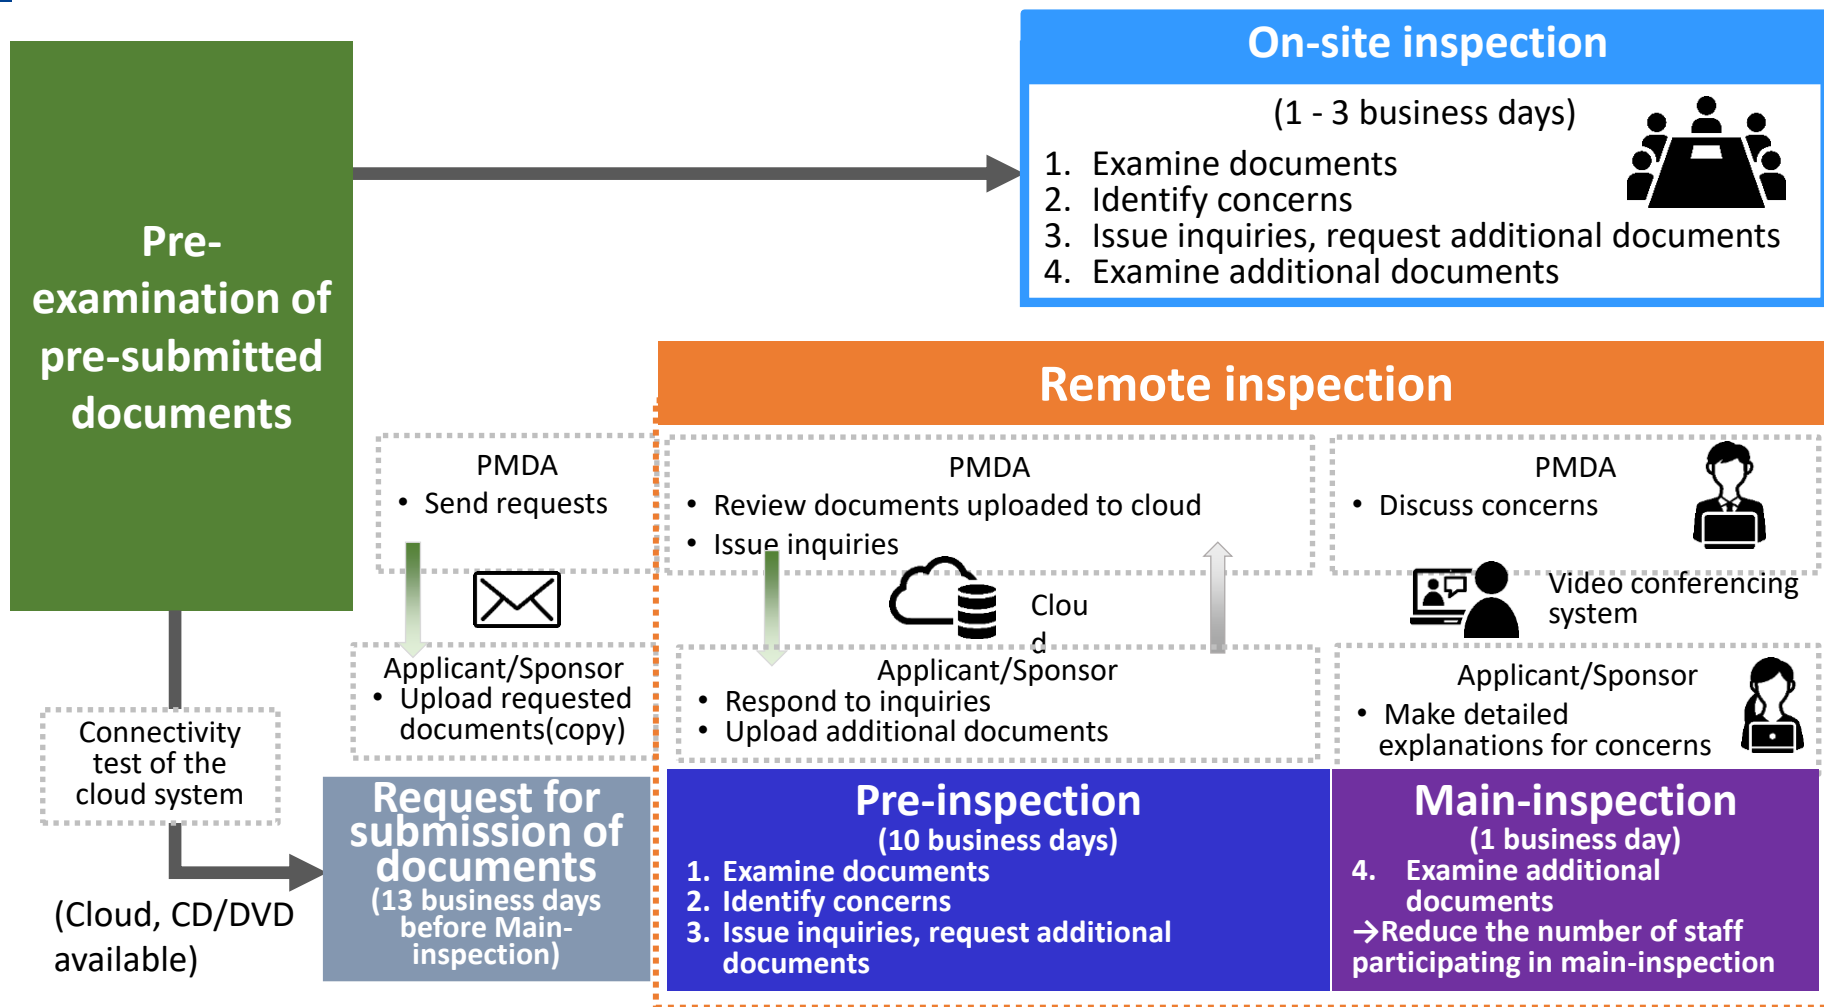 On-site inspection
(1 - 3 business days)
1. Examine documents
2. Identify concerns
3. Issue inquiries, request additional documents
4. Examine additional documents
Pre-
examination of
pre-submitted
documents
Remote inspection
PMDA
• Send requests
Applicant/Sponsor
• Upload requested
documents(copy)
PMDA
• Review documents uploaded to cloud
• Issue inquiries
Clou
d
Applicant/Sponsor
• Respond to inquiries
• Upload additional documents
PMDA
• Discuss concerns
Video conferencing
system
Applicant/Sponsor
• Make detailed
explanations for concerns
Connectivity
test of the
cloud system
(Cloud, CD/DVD
available)
Request for
submission of
documents
(13 business days
before Main-
inspection)
Pre-inspection
(10 business days)
1. Examine documents
2. Identify concerns
3. Issue inquiries, request additional
documents
Main-inspection
(1 business day)
4. Examine additional
documents
→Reduce the number of staff
participating in main-inspection